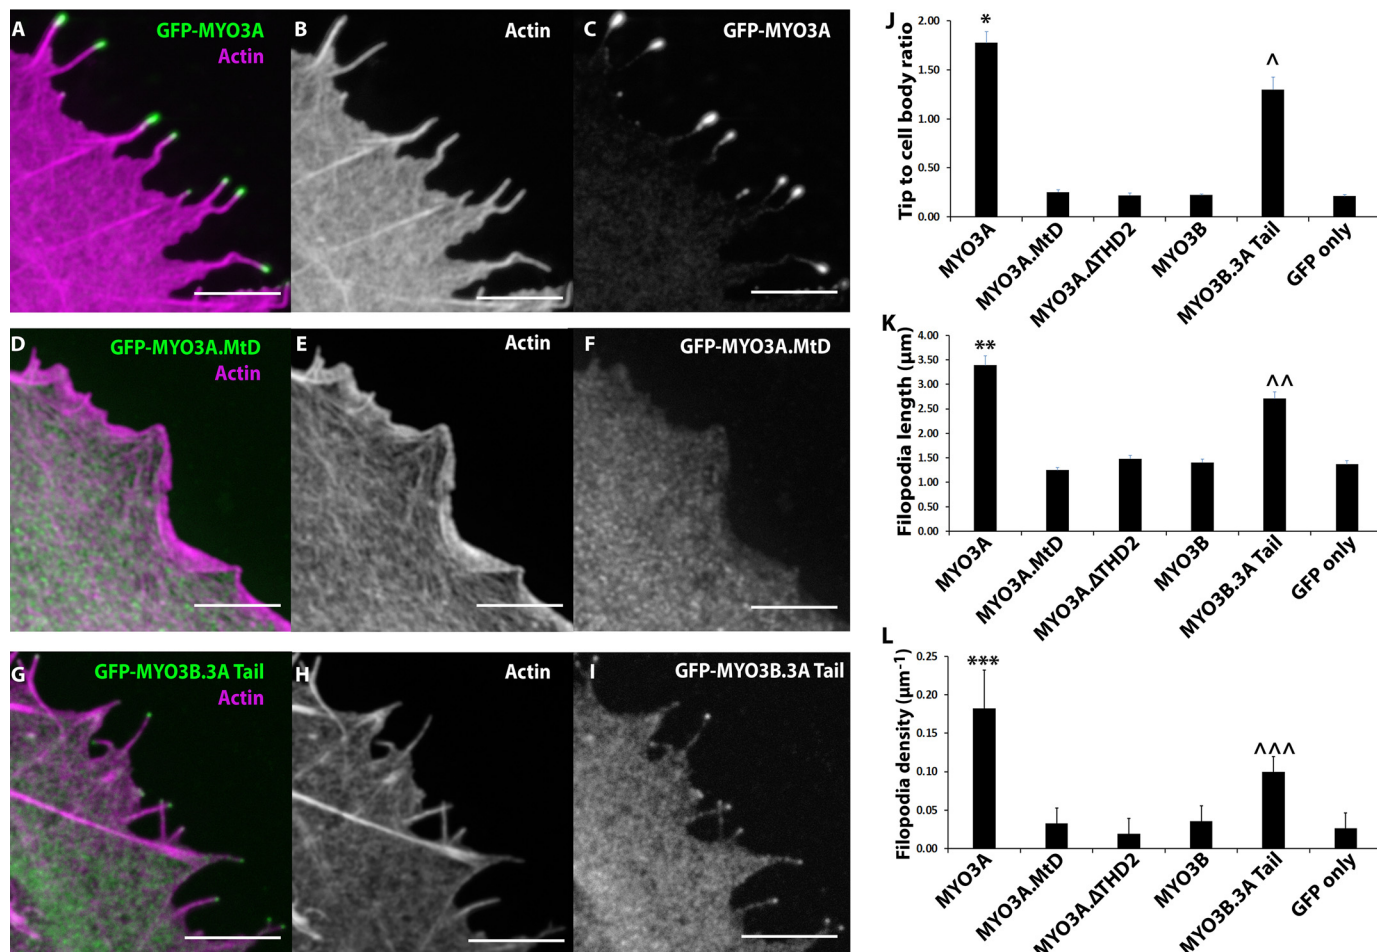 A GFP-MYO3A
Actin
B Actin
C GFP-MYO3A
D GFP-MYO3A.MtD
Actin
E Actin
F GFP-MYO3A.MtD
G GFP-MYO3B.3A Tail
Actin
H Actin
I GFP-MYO3B.3A Tail
J
Tip to cell body ratio
2.00
1.50
1.00
0.50
0.00
*
^
MYO3A
MYO3A.MtD
MYO3A.ΔTHD2
MYO3B
MYO3B.3A Tail
GFP only
K
Filopodia length (µm)
4.00
3.50
3.00
2.50
2.00
1.50
1.00
0.50
0.00
**
^^
MYO3A
MYO3A.MtD
MYO3A.ΔTHD2
MYO3B
MYO3B.3A Tail
GFP only
L
Filopodia density (µm⁻¹)
0.25
0.20
0.15
0.10
0.05
0.00
***
^^^
MYO3A
MYO3A.MtD
MYO3A.ΔTHD2
MYO3B
MYO3B.3A Tail
GFP only